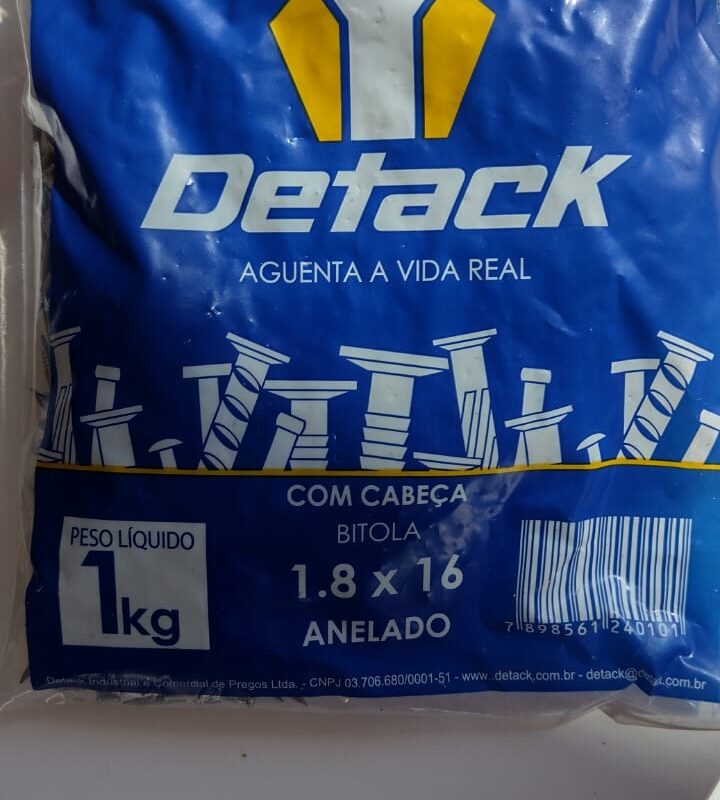 Detack
AGUENTA A VIDA REAL
COM CABEÇA
BITOLA
1.8 x 16
ANELADO
PESO LÍQUIDO
1kg
7 898561 240101
Detack Industrial e Comercial de Pregos Ltda. - CNPJ 03.706.680/0001-51 - www.detack.com.br - detack@detack.com.br